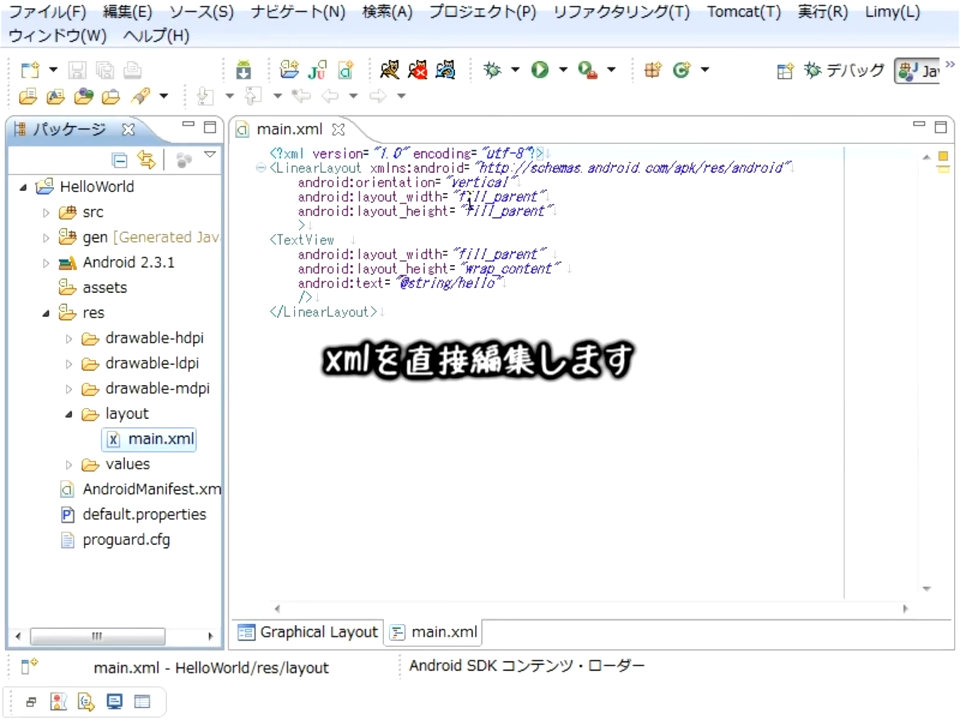 ファイル(F) 編集(E) ソース(S) ナビゲート(N) 検索(A) プロジェクト(P) リファクタリング(T) Tomcat(T) 実行(R) Limy(L)
ウィンドウ(W) ヘルプ(H)
デバッグ
Ja
パッケージ
main.xml
<?xml version="1.0" encoding="utf-8"?>
<LinearLayout xmlns:android="http://schemas.android.com/apk/res/android"
android:orientation="vertical"
android:layout_width="fill_parent"
android:layout_height="fill_parent"
>
<TextView
android:layout_width="fill_parent"
android:layout_height="wrap_content"
android:text="@string/hello"
/>
</LinearLayout>
HelloWorld
src
gen [Generated Jav
Android 2.3.1
assets
res
drawable-hdpi
drawable-ldpi
drawable-mdpi
layout
main.xml
values
AndroidManifest.xm
default.properties
proguard.cfg
xmlを直接編集します
Graphical Layout
main.xml
main.xml - HelloWorld/res/layout
Android SDK コンテンツ・ローダー